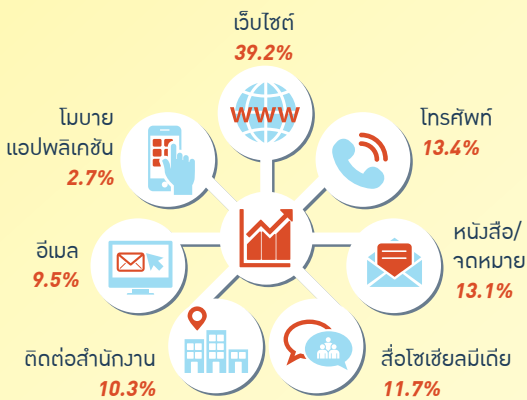 เว็บไซต์
39.2%
WWW
โทรศัพท์
13.4%
หนังสือ/
จดหมาย
13.1%
สื่อโซเชียลมีเดีย
11.7%
ติดต่อสำนักงาน
10.3%
อีเมล
9.5%
โมบาย
แอปพลิเคชัน
2.7%